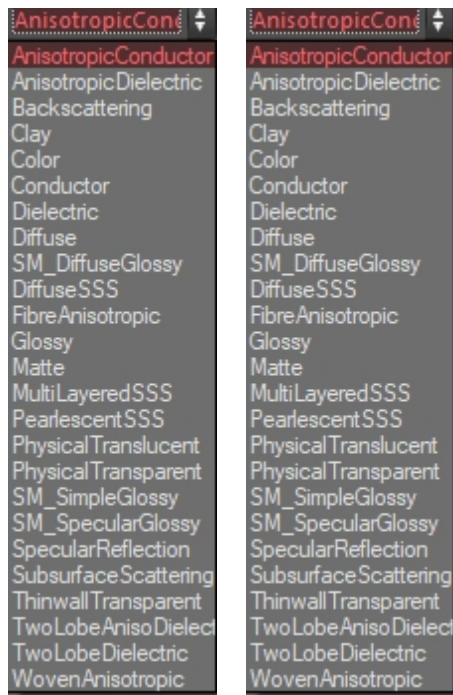 AnisotropicCon
AnisotropicConductor
AnisotropicDielectric
Backscattering
Clay
Color
Conductor
Dielectric
Diffuse
SM_DiffuseGlossy
DiffuseSSS
FibreAnisotropic
Glossy
Matte
MultiLayeredSSS
PearlescentSSS
PhysicalTranslucent
PhysicalTransparent
SM_SimpleGlossy
SM_SpecularGlossy
SpecularReflection
SubsurfaceScattering
ThinwallTransparent
TwoLobeAnisoDielect
TwoLobeDielectric
WovenAnisotropic
AnisotropicCon
AnisotropicConductor
AnisotropicDielectric
Backscattering
Clay
Color
Conductor
Dielectric
Diffuse
SM_DiffuseGlossy
DiffuseSSS
FibreAnisotropic
Glossy
Matte
MultiLayeredSSS
PearlescentSSS
PhysicalTranslucent
PhysicalTransparent
SM_SimpleGlossy
SM_SpecularGlossy
SpecularReflection
SubsurfaceScattering
ThinwallTransparent
TwoLobeAnisoDielect
TwoLobeDielectric
WovenAnisotropic